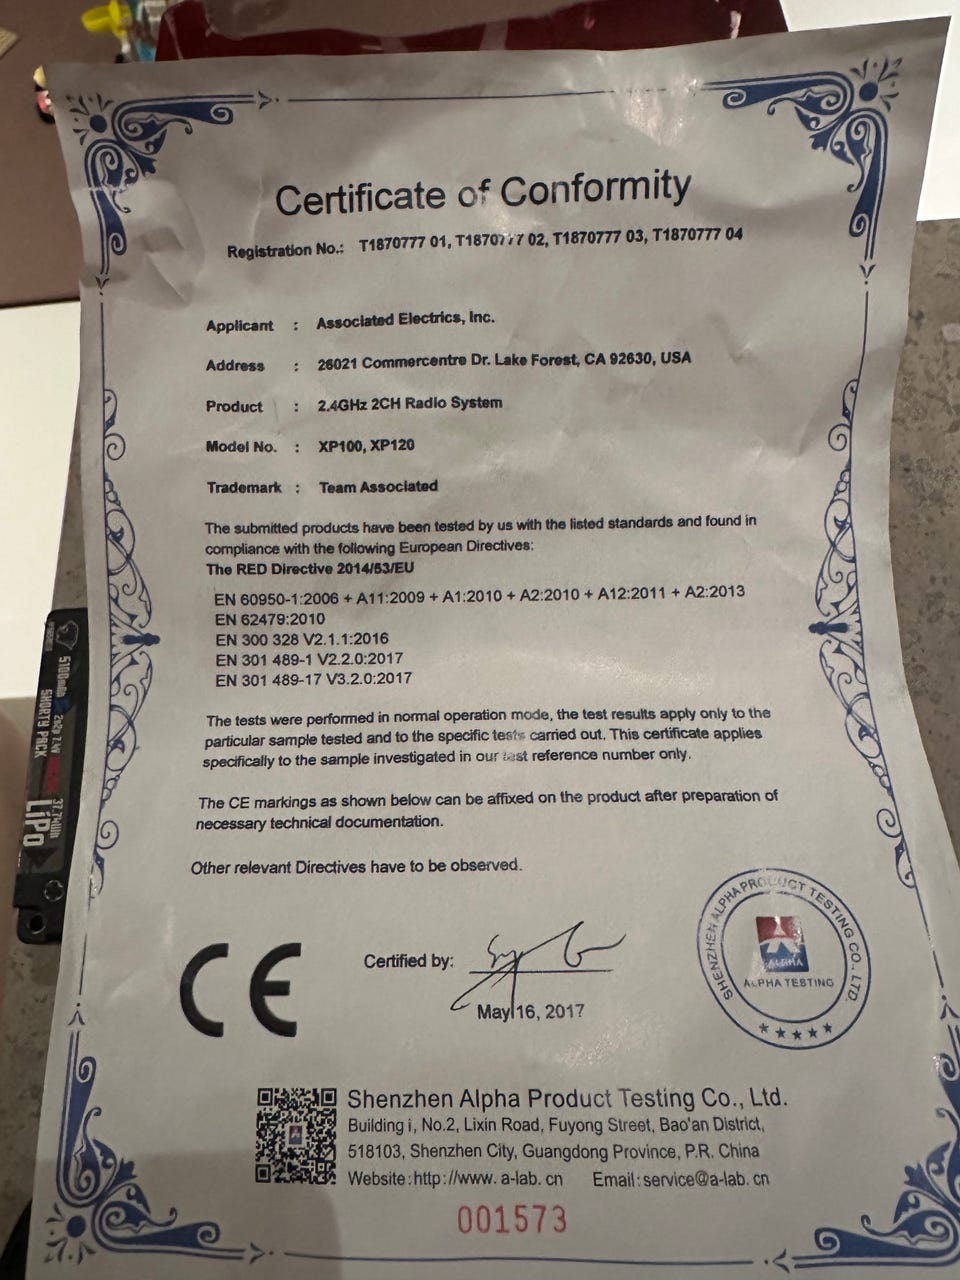 Certificate of Conformity
Registration No.: T1870777 01, T1870777 02, T1870777 03, T1870777 04
Applicant : Associated Electrics, Inc.
Address : 26021 Commercentre Dr. Lake Forest, CA 92630, USA
Product : 2.4GHz 2CH Radio System
Model No. : XP100, XP120
Trademark : Team Associated
The submitted products have been tested by us with the listed standards and found in
compliance with the following European Directives:
The RED Directive 2014/53/EU
EN 60950-1:2006 + A11:2009 + A1:2010 + A2:2010 + A12:2011 + A2:2013
EN 62479:2010
EN 300 328 V2.1.1:2016
EN 301 489-1 V2.2.0:2017
EN 301 489-17 V3.2.0:2017
The tests were performed in normal operation mode, the test results apply only to the
particular sample tested and to the specific tests carried out. This certificate applies
specifically to the sample investigated in our test reference number only.
The CE markings as shown below can be affixed on the product after preparation of
necessary technical documentation.
Other relevant Directives have to be observed.
CE
Certified by:
May 16, 2017
SHENZHEN ALPHA PRODUCT TESTING CO., LTD.
ALPHA
ALPHA TESTING
Shenzhen Alpha Product Testing Co., Ltd.
Building i, No.2, Lixin Road, Fuyong Street, Bao'an District,
518103, Shenzhen City, Guangdong Province, P.R. China
Website:http://www. a-lab. cn Email:service@a-lab. cn
001573
5100mAh 2s2p 7.4V
SHORTY PACK
37.74Wh
LiPo